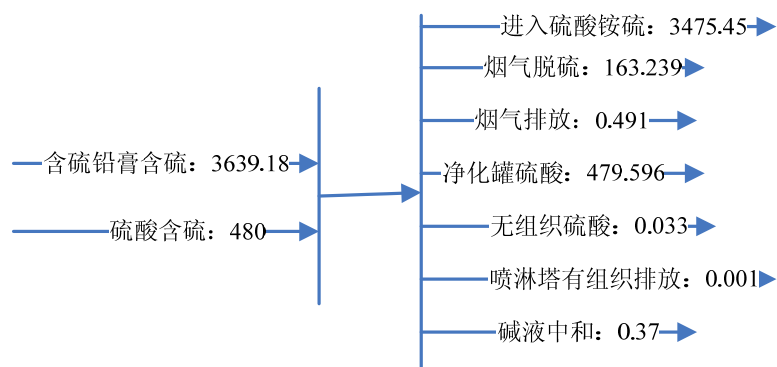 含硫铅膏含硫：3639.18
硫酸含硫：480
进入硫酸铵硫：3475.45
烟气脱硫：163.239
烟气排放：0.491
净化罐硫酸：479.596
无组织硫酸：0.033
喷淋塔有组织排放：0.001
碱液中和：0.37